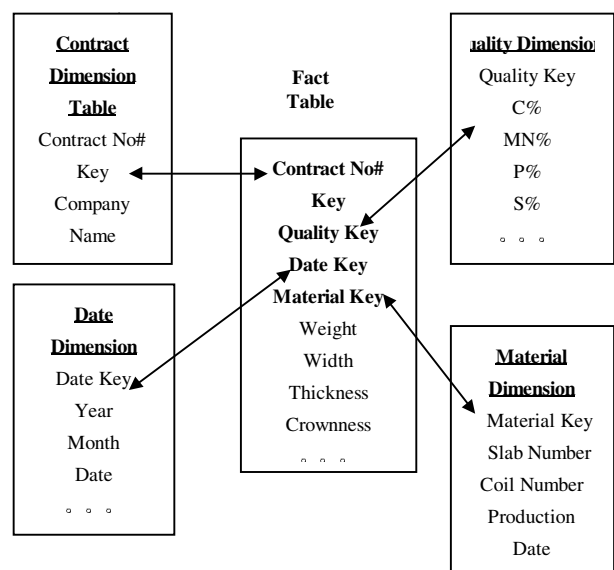 Contract
Dimension
Table
Contract No#
Key
Company
Name
Fact
Table
Contract No#
Key
Quality Key
Date Key
Material Key
Weight
Width
Thickness
Crownness
。。。
uality Dimension
Quality Key
C%
MN%
P%
S%
。。。
Date
Dimension
Date Key
Year
Month
Date
。。。
Material
Dimension
Material Key
Slab Number
Coil Number
Production
Date